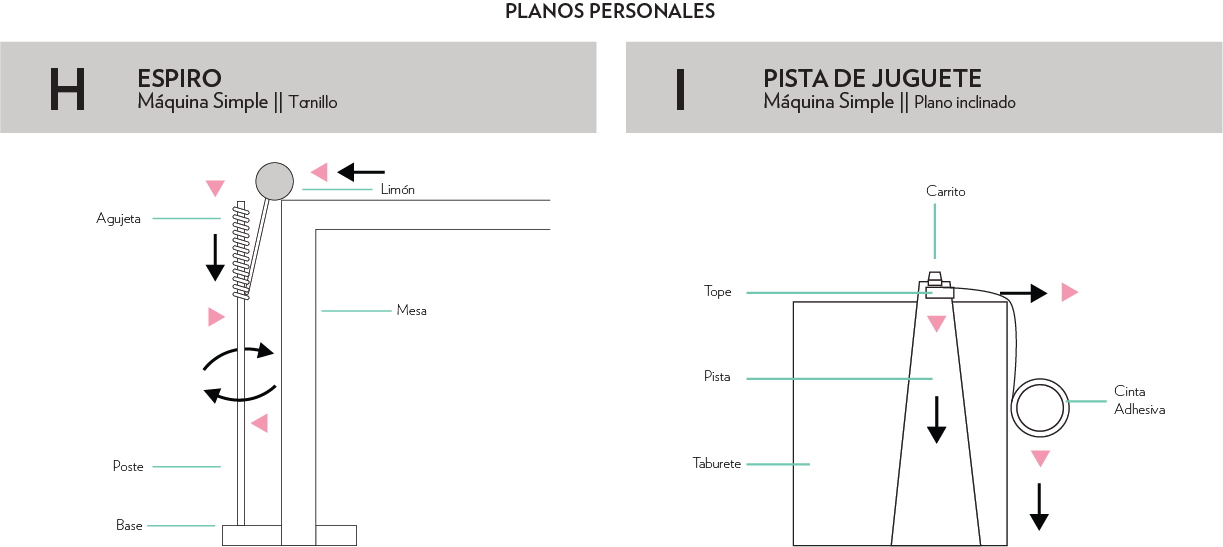 PLANOS PERSONALES
H
ESPIRO
Máquina Simple || Tornillo
Limón
Agujeta
Mesa
Poste
Base
I
PISTA DE JUGUETE
Máquina Simple || Plano inclinado
Carrito
Tope
Pista
Cinta
Adhesiva
Taburete